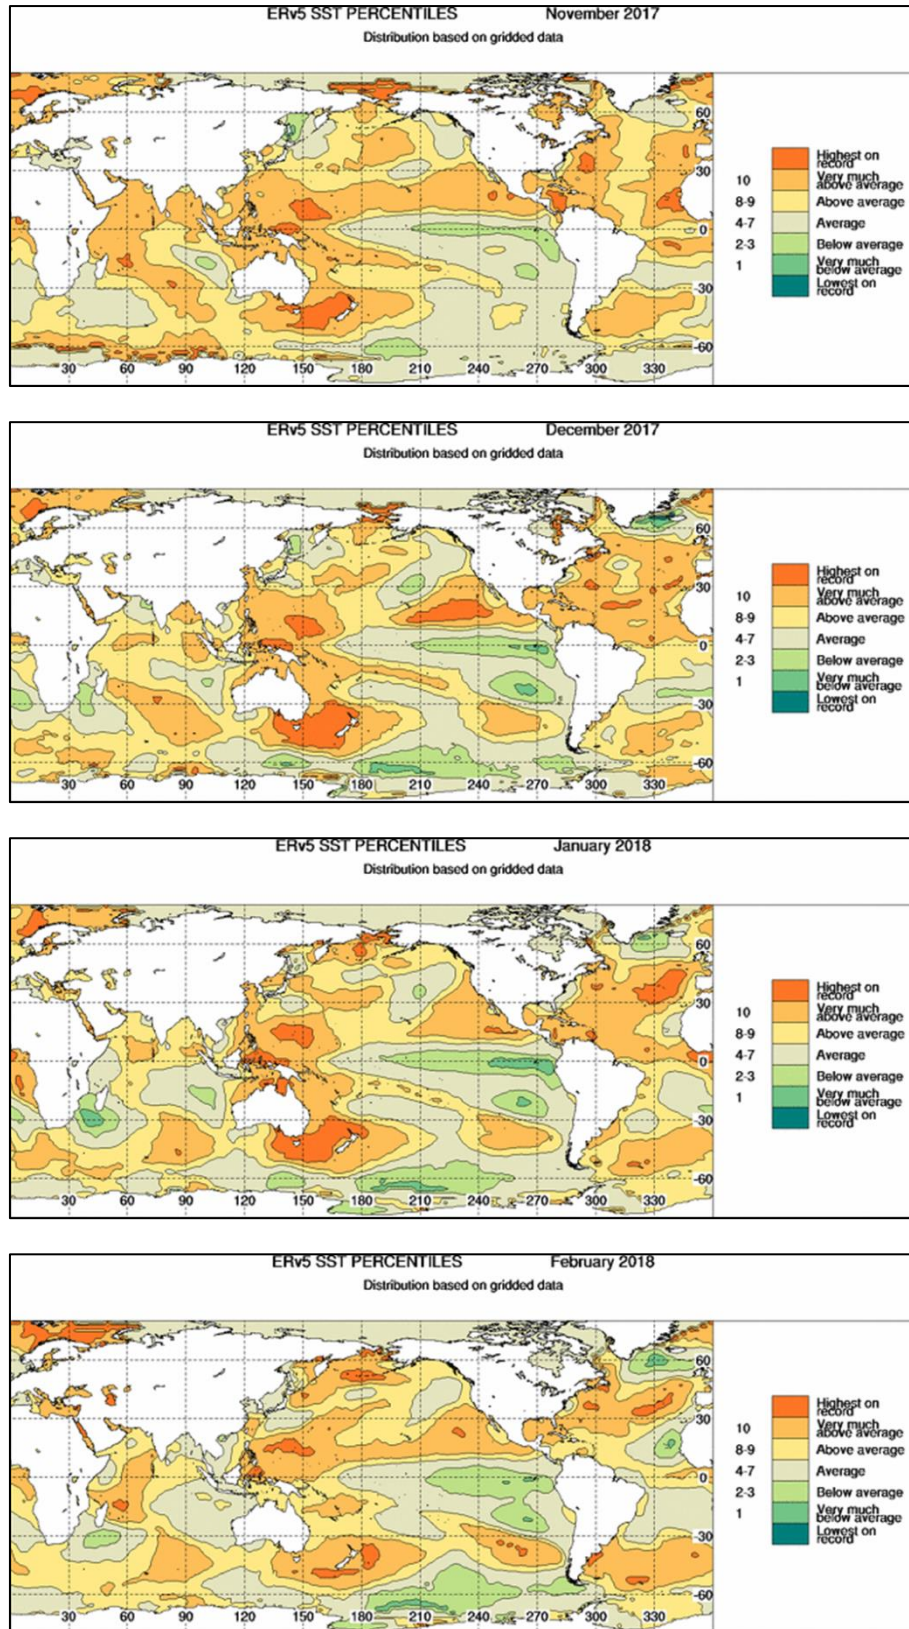 ERv5 SST PERCENTILES November 2017
Distribution based on gridded data
60
30
0
-30
-60
30 60 90 120 150 180 210 240 270 300 330
Highest on
record
10 Very much
above average
8-9 Above average
4-7 Average
2-3 Below average
1 Very much
below average
Lowest on
record
ERv5 SST PERCENTILES December 2017
Distribution based on gridded data
60
30
0
-30
-60
30 60 90 120 150 180 210 240 270 300 330
Highest on
record
10 Very much
above average
8-9 Above average
4-7 Average
2-3 Below average
1 Very much
below average
Lowest on
record
ERv5 SST PERCENTILES January 2018
Distribution based on gridded data
60
30
0
-30
-60
30 60 90 120 150 180 210 240 270 300 330
Highest on
record
10 Very much
above average
8-9 Above average
4-7 Average
2-3 Below average
1 Very much
below average
Lowest on
record
ERv5 SST PERCENTILES February 2018
Distribution based on gridded data
60
30
0
-30
-60
30 60 90 120 150 180 210 240 270 300 330
Highest on
record
10 Very much
above average
8-9 Above average
4-7 Average
2-3 Below average
1 Very much
below average
Lowest on
record